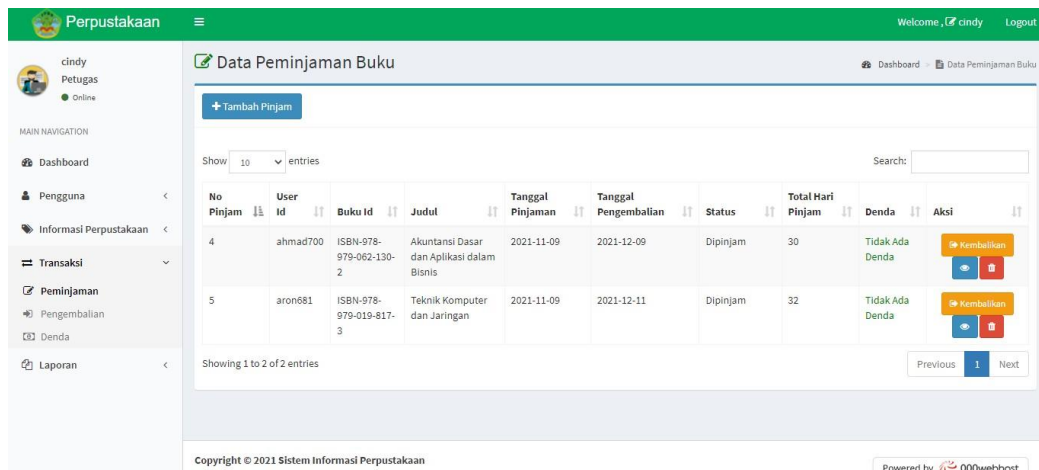 Perpustakaan
Welcome, cindy Logout
cindy
Petugas
Online
MAIN NAVIGATION
Dashboard
Pengguna
Informasi Perpustakaan
Transaksi
Peminjaman
Pengembalian
Denda
Laporan
Data Peminjaman Buku
Dashboard > Data Peminjaman Buku
+ Tambah Pinjam
Show 10 entries
Search:
No Pinjam User Id Buku Id Judul Tanggal Pinjaman Tanggal Pengembalian Status Total Hari Pinjam Denda Aksi
4 ahmad700 ISBN-978-979-062-130-2 Akuntansi Dasar dan Aplikasi dalam Bisnis 2021-11-09 2021-12-09 Dipinjam 30 Tidak Ada Denda Kembalikan
5 aron681 ISBN-978-979-019-817-3 Teknik Komputer dan Jaringan 2021-11-09 2021-12-11 Dipinjam 32 Tidak Ada Denda Kembalikan
Showing 1 to 2 of 2 entries
Previous 1 Next
Copyright © 2021 Sistem Informasi Perpustakaan
Powered by 000webhost